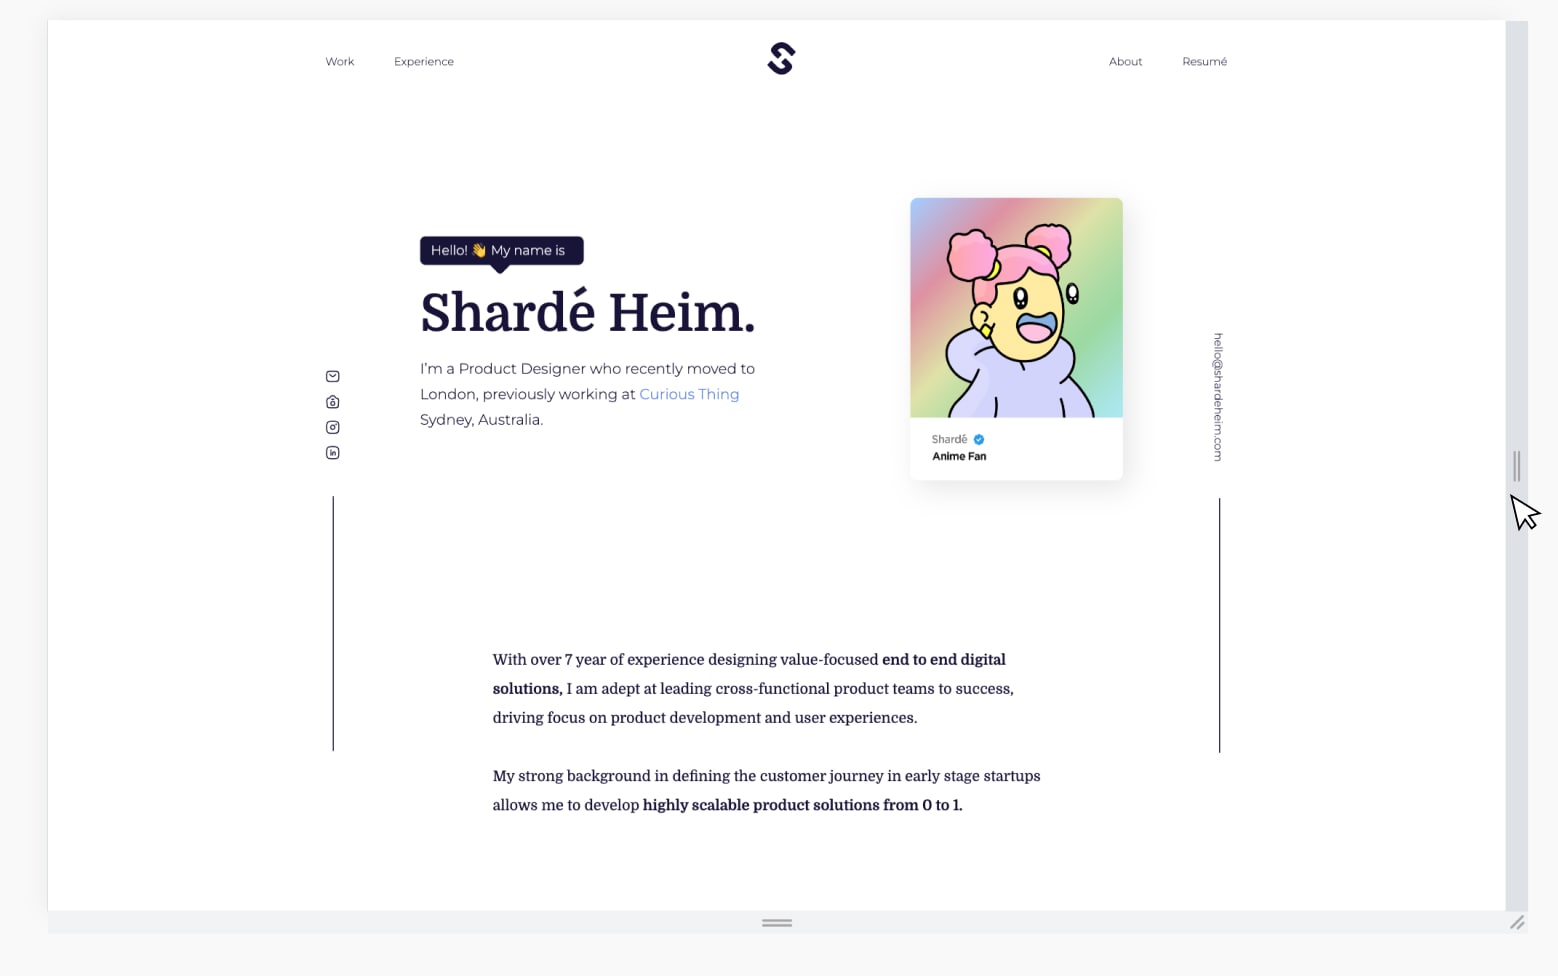 Work Experience S About Resumé
Hello! 👋 My name is
Shardé Heim.
I’m a Product Designer who recently moved to
London, previously working at Curious Thing
Sydney, Australia.
in
Shardé
Anime Fan
hello@shardeheim.com
With over 7 year of experience designing value-focused end to end digital
solutions, I am adept at leading cross-functional product teams to success,
driving focus on product development and user experiences.
My strong background in defining the customer journey in early stage startups
allows me to develop highly scalable product solutions from 0 to 1.